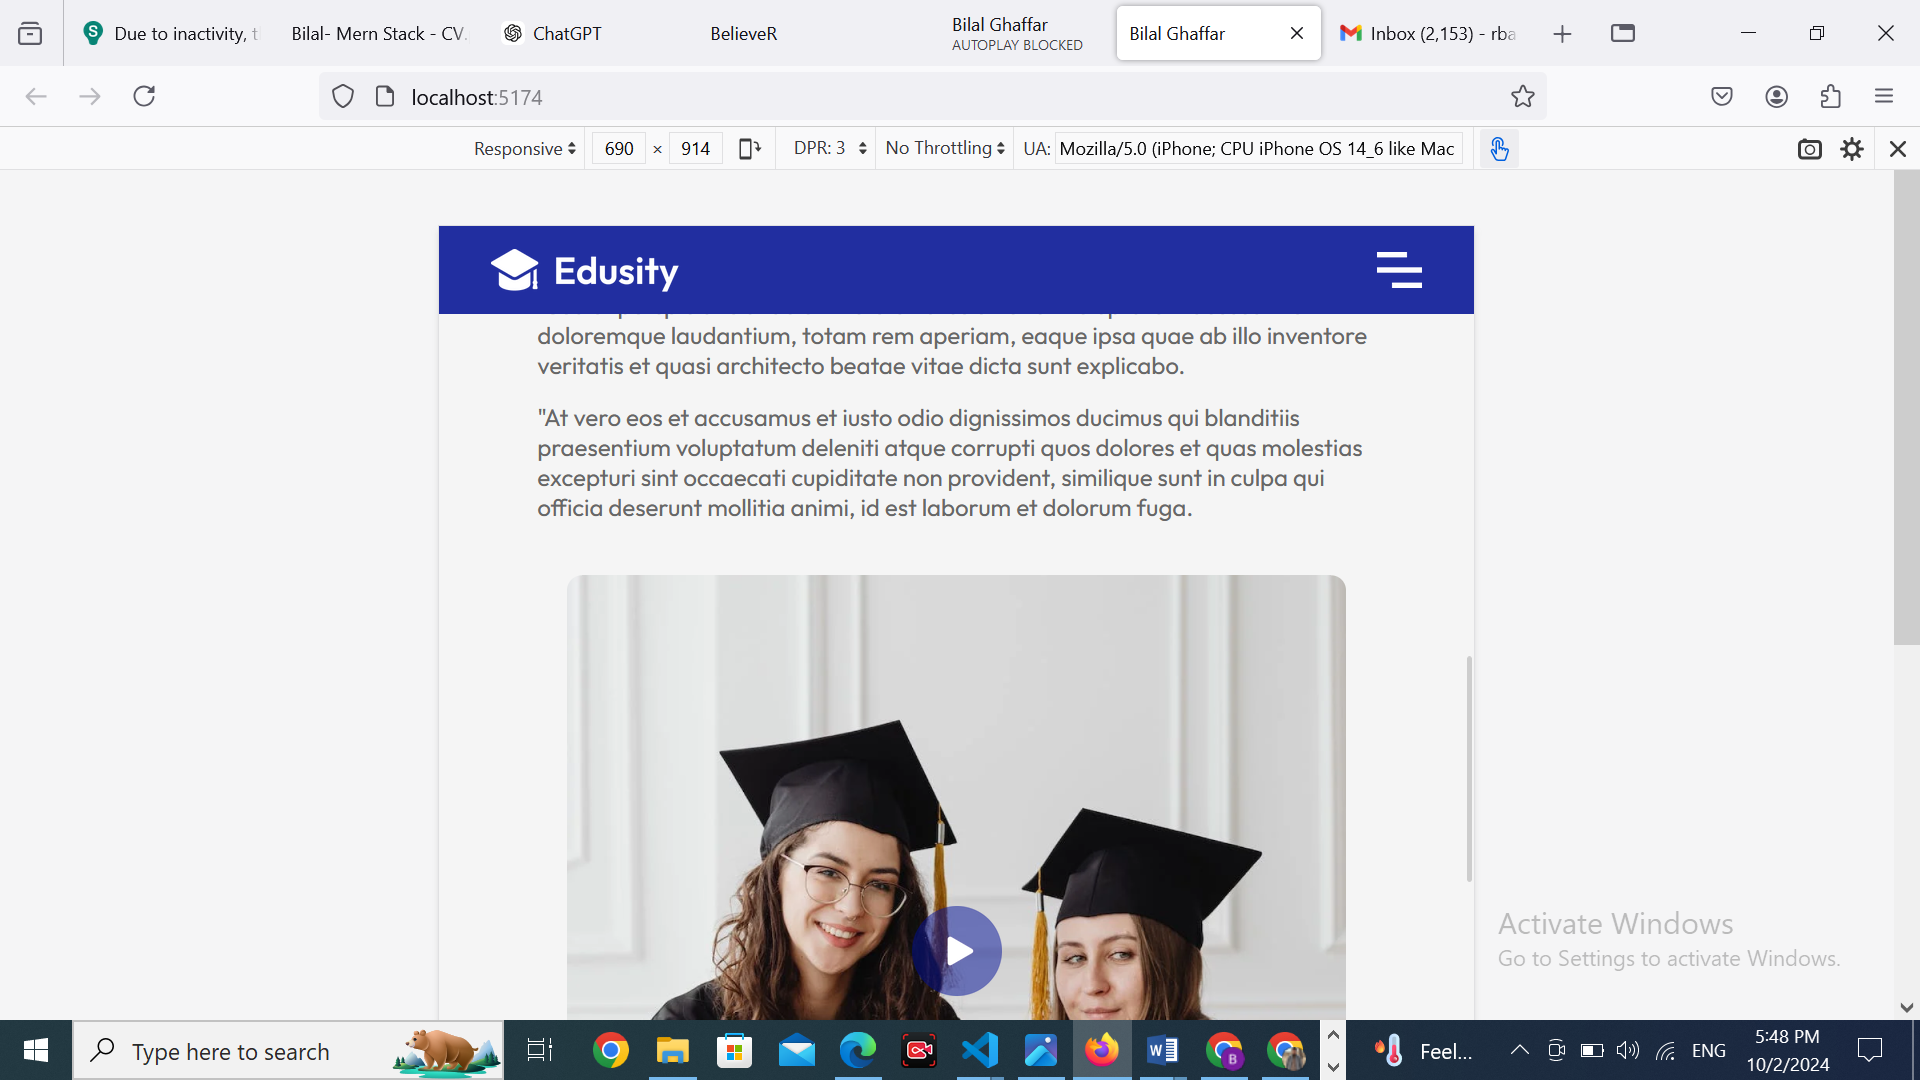 Due to inactivity, t
Bilal- Mern Stack - CV.
ChatGPT
BelieveR
Bilal Ghaffar
AUTOPLAY BLOCKED
Bilal Ghaffar
Inbox (2,153) - rba
localhost:5174
Responsive
690 × 914
DPR: 3
No Throttling
UA: Mozilla/5.0 (iPhone; CPU iPhone OS 14_6 like Mac
Edusity
doloremque laudantium, totam rem aperiam, eaque ipsa quae ab illo inventore
veritatis et quasi architecto beatae vitae dicta sunt explicabo.
"At vero eos et accusamus et iusto odio dignissimos ducimus qui blanditiis
praesentium voluptatum deleniti atque corrupti quos dolores et quas molestias
excepturi sint occaecati cupiditate non provident, similique sunt in culpa qui
officia deserunt mollitia animi, id est laborum et dolorum fuga.
Activate Windows
Go to Settings to activate Windows.
Type here to search
Feel...
ENG
5:48 PM
10/2/2024